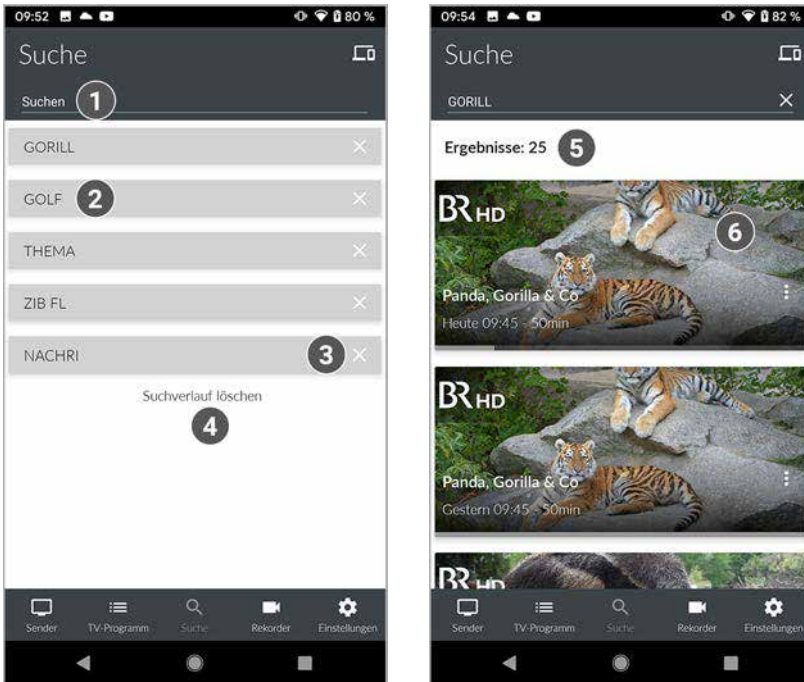 09:52
80 %
Suche
Suchen 1
GORILL
GOLF 2
THEMA
ZIB FL
NACHRI 3
Suchverlauf löschen
4
Sender TV-Programm Suche Rekorder Einstellungen
09:54
82 %
Suche
GORILL
Ergebnisse: 25 5
BR HD
6
Panda, Gorilla & Co
Heute 09:45 - 50min
BR HD
Panda, Gorilla & Co
Gestern 09:45 - 50min
BR HD
Sender TV-Programm Suche Rekorder Einstellungen